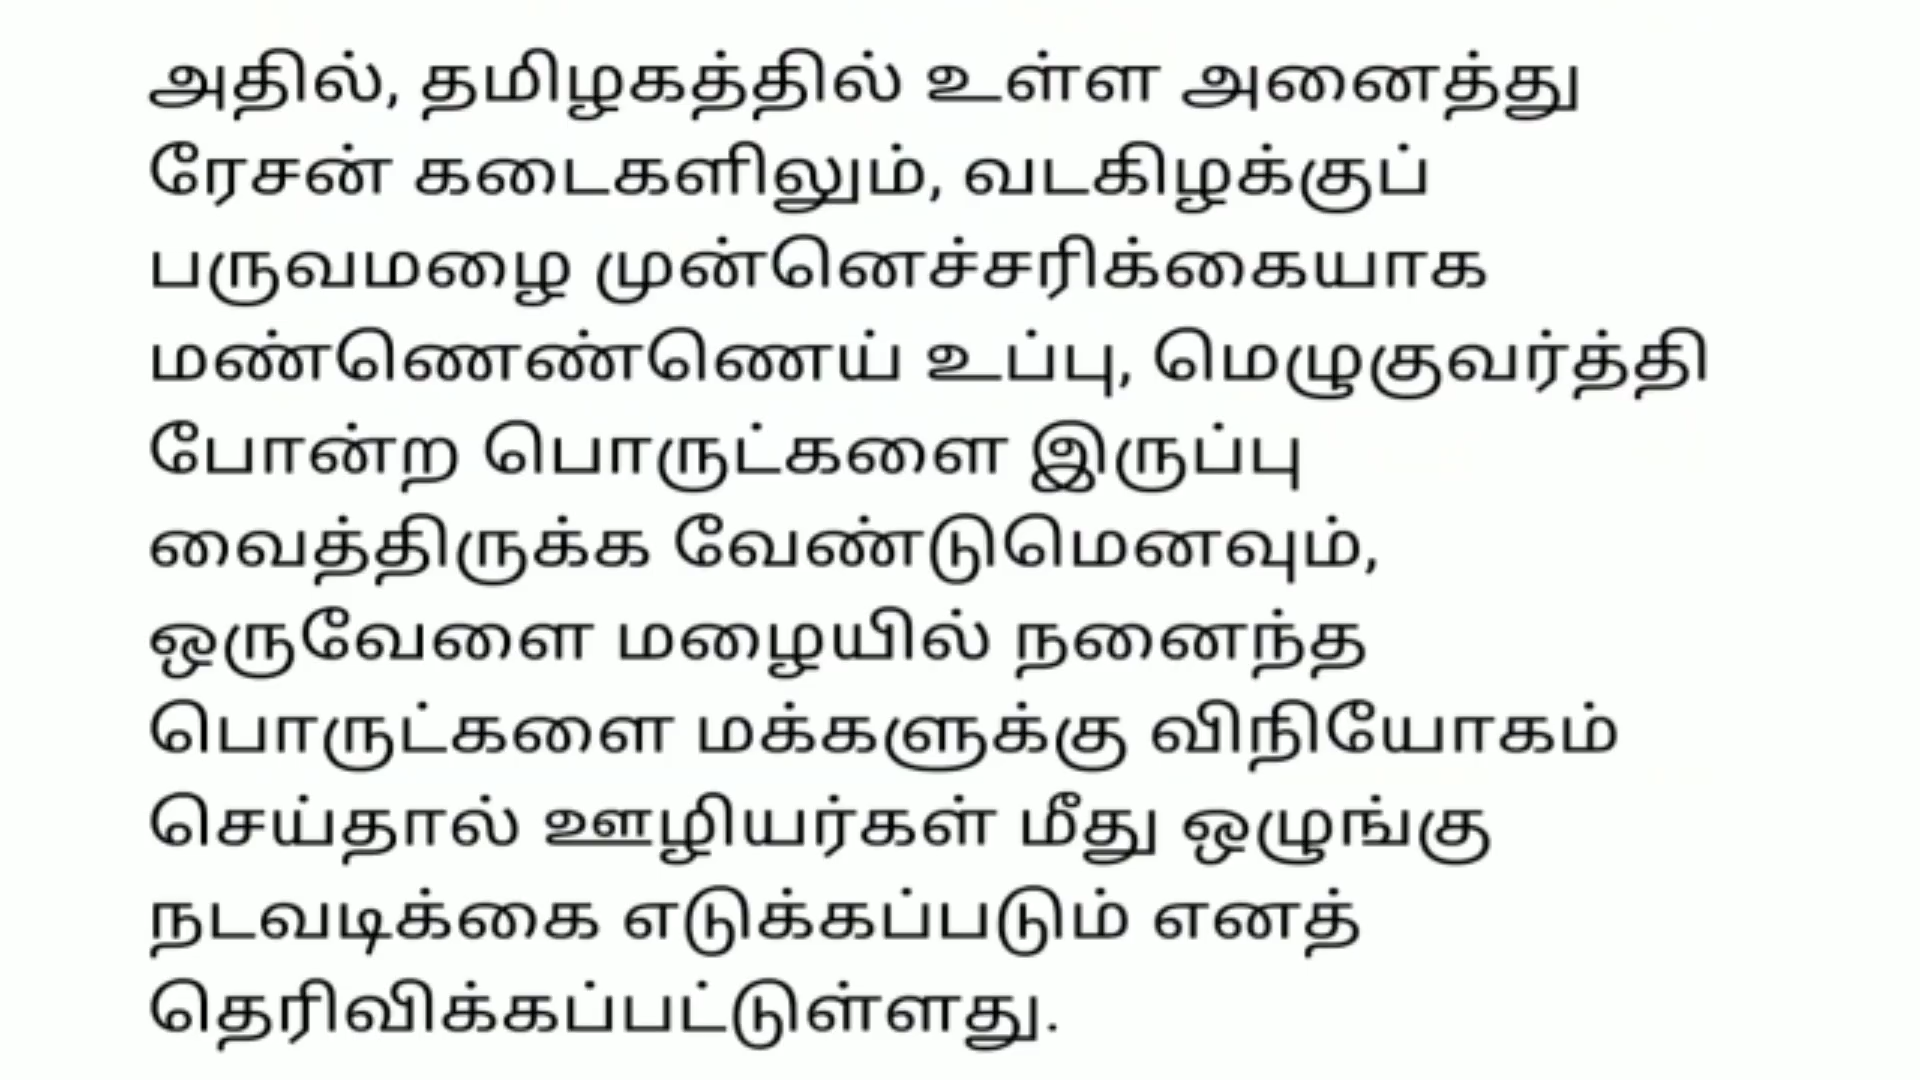 அதில், தமிழகத்தில் உள்ள அனைத்து
ரேசன் கடைகளிலும், வடகிழக்குப்
பருவமழை முன்னெச்சரிக்கையாக
மண்ணெண்ணெய் உப்பு, மெழுகுவர்த்தி
போன்ற பொருட்களை இருப்பு
வைத்திருக்க வேண்டுமெனவும்,
ஒருவேளை மழையில் நனைந்த
பொருட்களை மக்களுக்கு விநியோகம்
செய்தால் ஊழியர்கள் மீது ஒழுங்கு
நடவடிக்கை எடுக்கப்படும் எனத்
தெரிவிக்கப்பட்டுள்ளது.